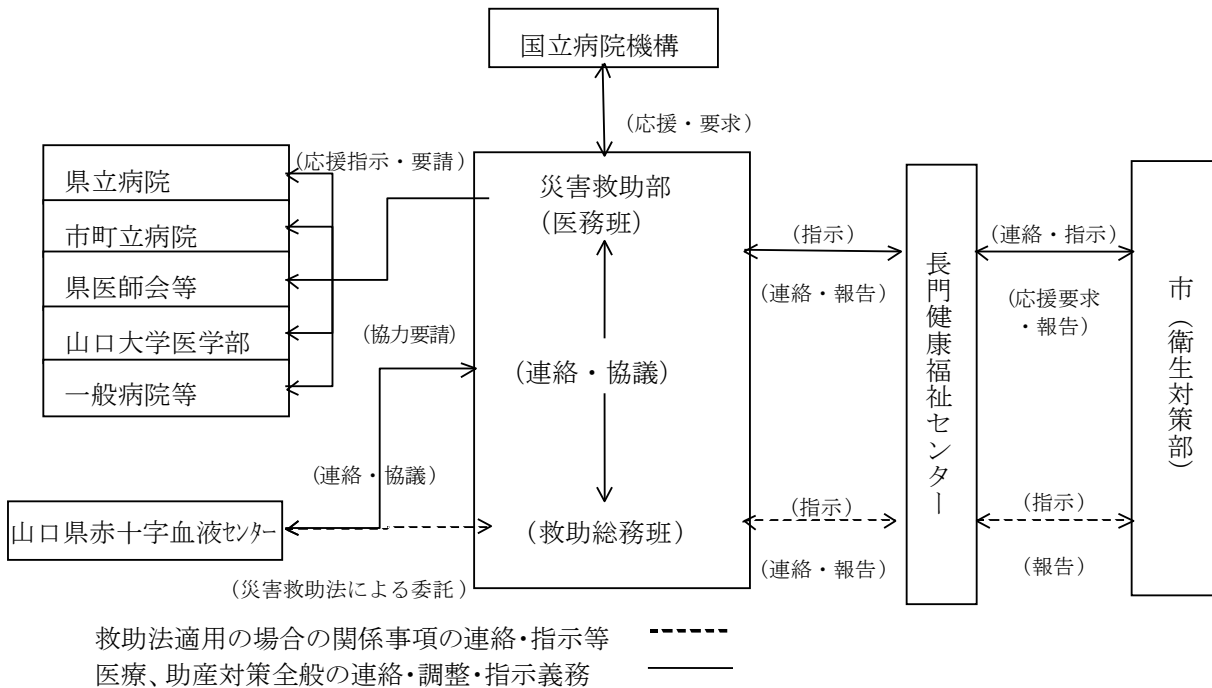 国立病院機構
(応援・要求)
(応援指示・要請)
県立病院
市町立病院
県医師会等
山口大学医学部
一般病院等
(協力要請)
(連絡・協議)
山口県赤十字血液センター
(災害救助法による委託)
災害救助部
(医務班)
(連絡・協議)
(救助総務班)
(指示)
(連絡・報告)
(指示)
(連絡・報告)
長門健康福祉センター
(連絡・指示)
(応援要求
・報告)
(指示)
(報告)
市(衛生対策部)
救助法適用の場合の関係事項の連絡・指示等
医療、助産対策全般の連絡・調整・指示義務